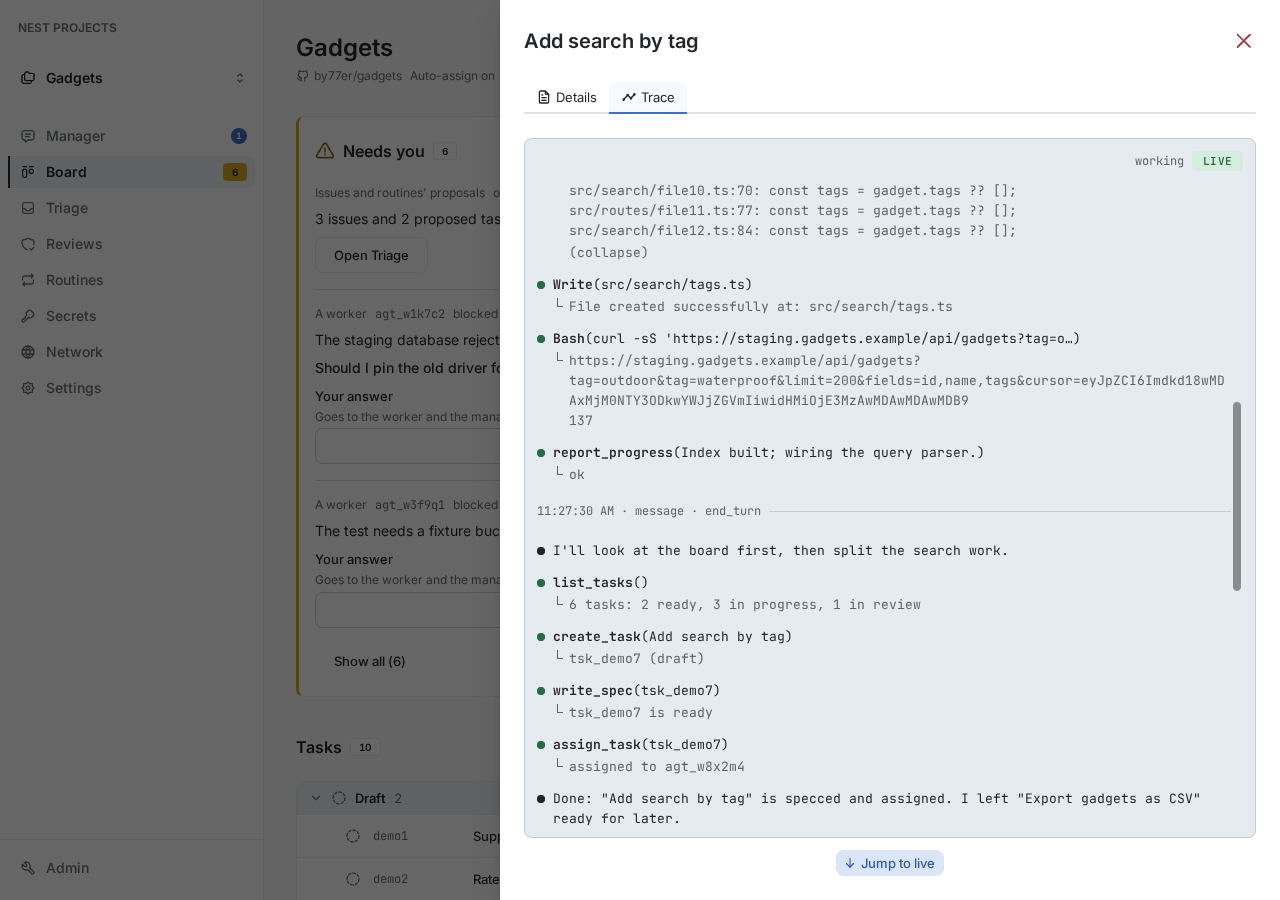 NEST PROJECTS
Gadgets
Manager
1
Board
6
Triage
Reviews
Routines
Secrets
Network
Settings
Admin
Gadgets
by77er/gadgets Auto-assign on
Needs you 6
Issues and routines' proposals
3 issues and 2 proposed
Open Triage
A worker agt_w1k7c2 blocked
The staging database
Should I pin the old driver
Your answer
Goes to the worker and the
A worker agt_w3f9q1 blocked
The test needs a fixture
Your answer
Goes to the worker and the
Show all (6)
Tasks 10
Draft 2
demo1
demo2
Add search by tag
Details
Trace
working LIVE
src/search/file10.ts:70: const tags = gadget.tags ?? [];
src/routes/file11.ts:77: const tags = gadget.tags ?? [];
src/search/file12.ts:84: const tags = gadget.tags ?? [];
(collapse)
Write(src/search/tags.ts)
└ File created successfully at: src/search/tags.ts
Bash(curl -sS 'https://staging.gadgets.example/api/gadgets?tag=o…)
└ https://staging.gadgets.example/api/gadgets?
tag=outdoor&tag=waterproof&limit=200&fields=id,name,tags&cursor=eyJpZCI6Imdkd18wMD
AxMjM0NTY3ODkwYWJjZGVmIiwidHMiOjE3MzAwMDAwMDAwMDB9
137
report_progress(Index built; wiring the query parser.)
└ ok
11:27:30 AM · message · end_turn
I'll look at the board first, then split the search work.
list_tasks()
└ 6 tasks: 2 ready, 3 in progress, 1 in review
create_task(Add search by tag)
└ tsk_demo7 (draft)
write_spec(tsk_demo7)
└ tsk_demo7 is ready
assign_task(tsk_demo7)
└ assigned to agt_w8x2m4
Done: "Add search by tag" is specced and assigned. I left "Export gadgets as CSV"
ready for later.
↓ Jump to live